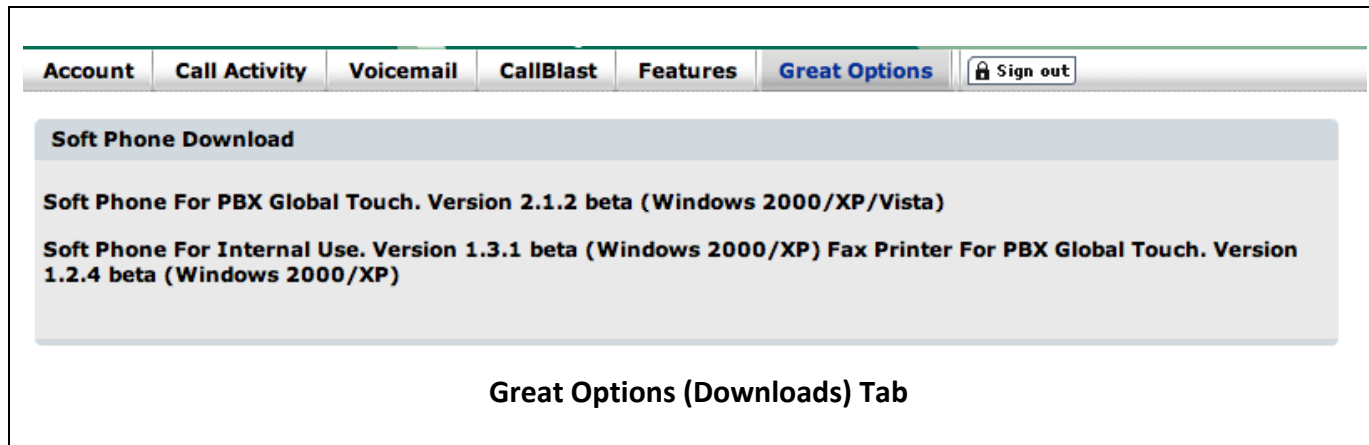 Account Call Activity Voicemail CallBlast Features Great Options Sign out
Soft Phone Download
Soft Phone For PBX Global Touch. Version 2.1.2 beta (Windows 2000/XP/Vista)
Soft Phone For Internal Use. Version 1.3.1 beta (Windows 2000/XP) Fax Printer For PBX Global Touch. Version
1.2.4 beta (Windows 2000/XP)
Great Options (Downloads) Tab